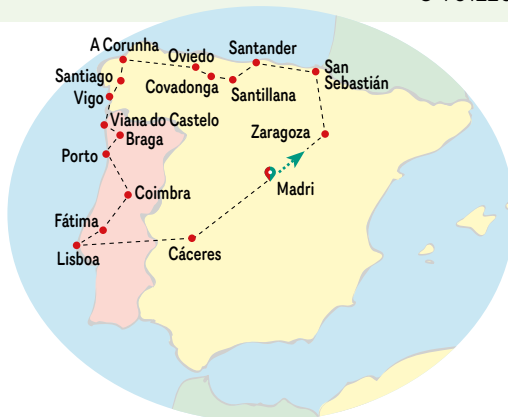 A Corunha
Oviedo
Santander
San
Sebastián
Santiago
Covadonga
Santillana
Vigo
Viana do Castelo
Braga
Zaragoza
Porto
Madri
Coimbra
Fátima
Lisboa
Cáceres